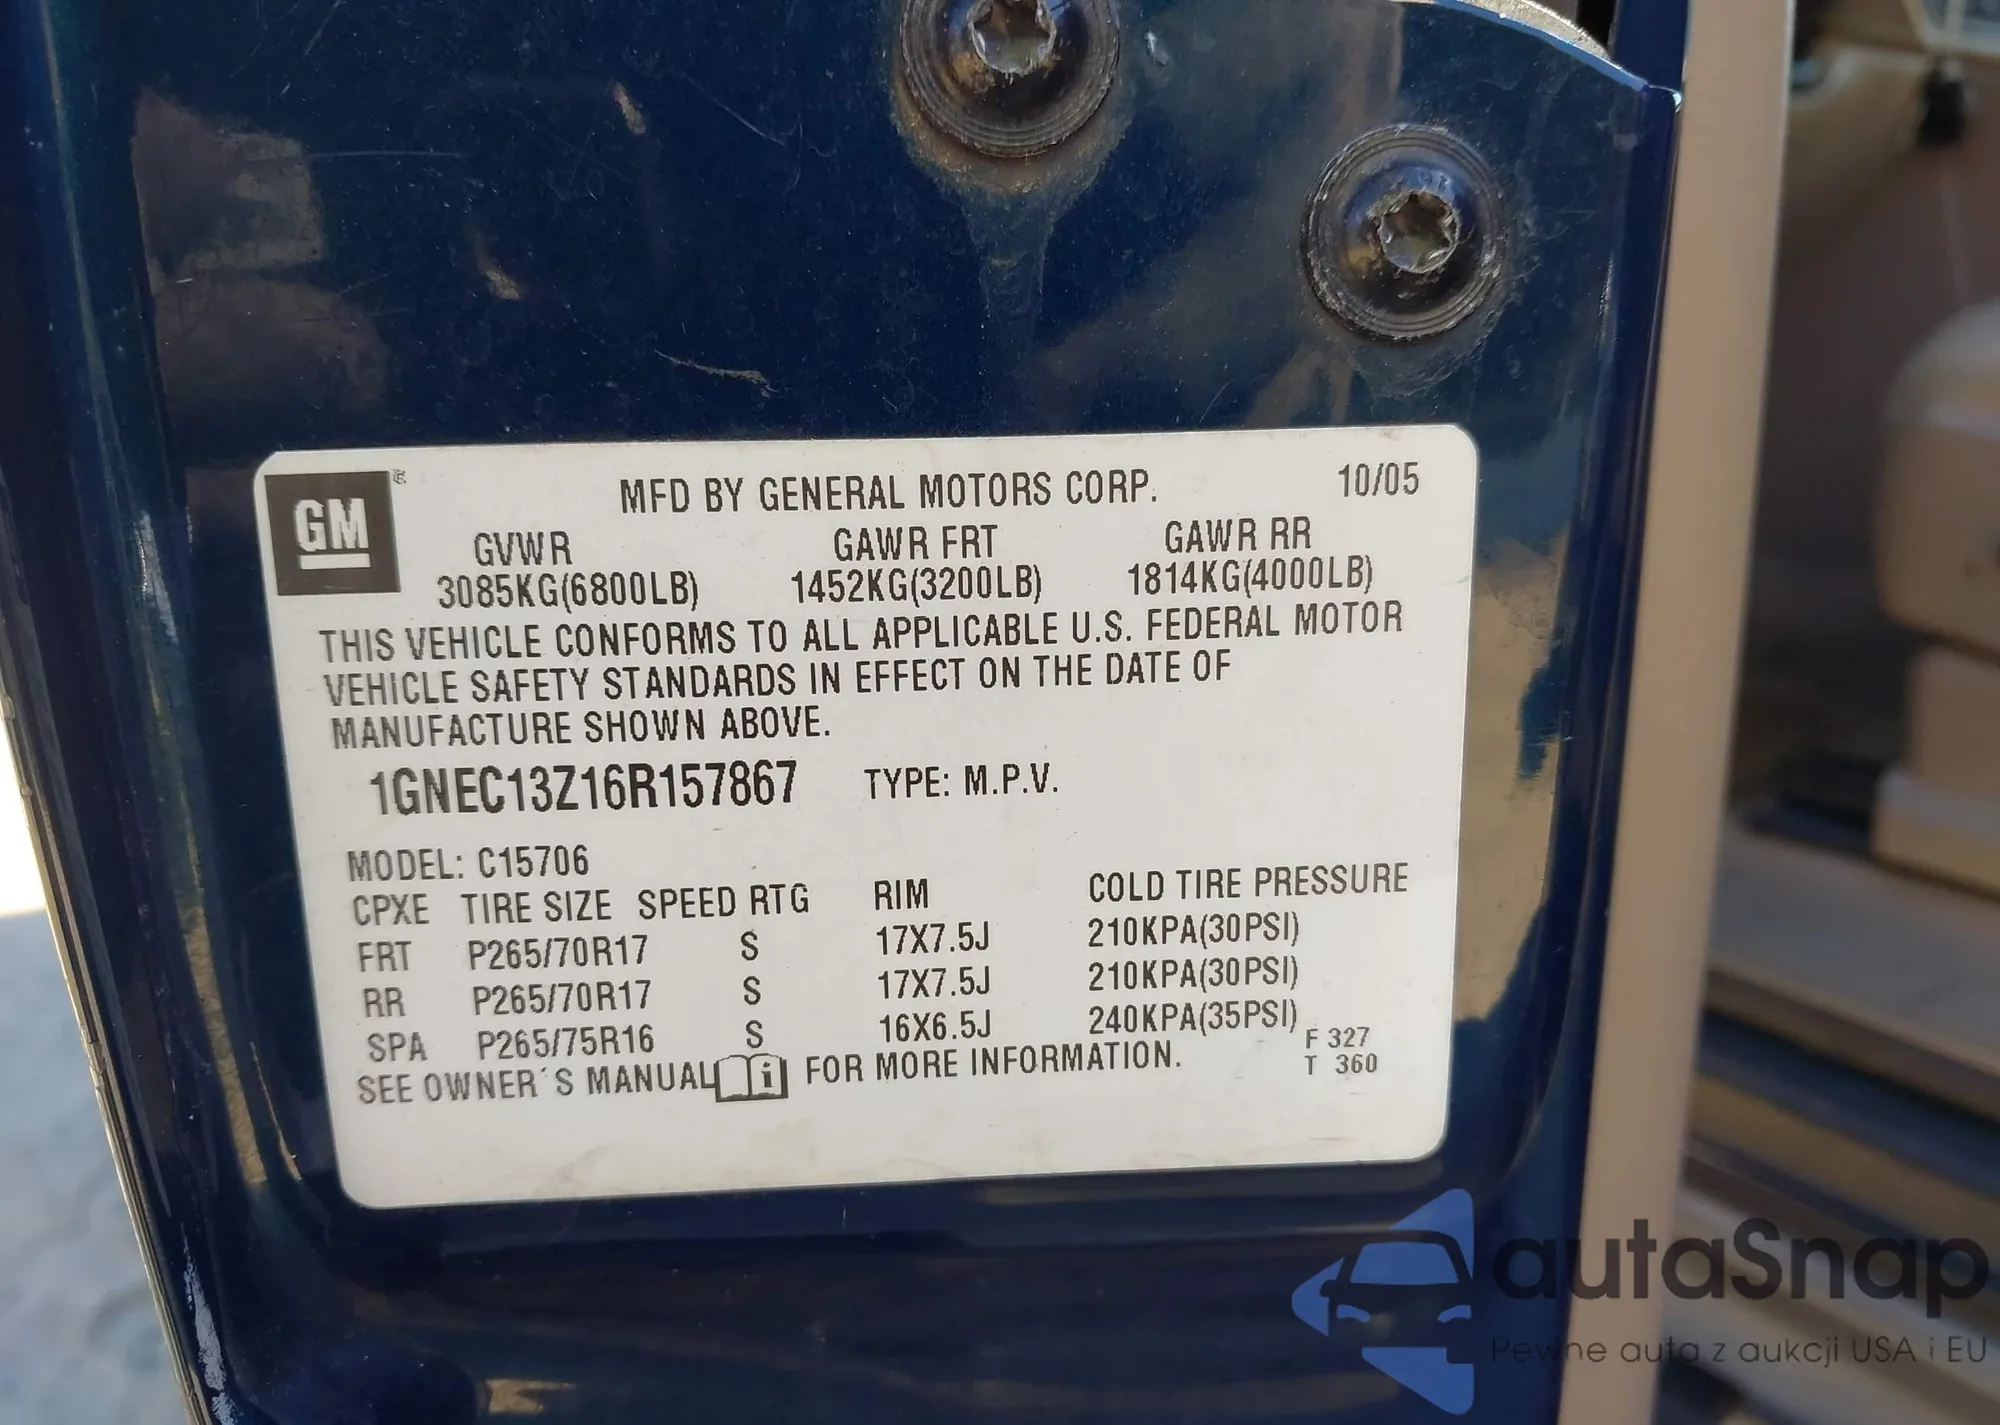 GM
MFD BY GENERAL MOTORS CORP. 10/05
GVWR GAWR FRT GAWR RR
3085KG(6800LB) 1452KG(3200LB) 1814KG(4000LB)
THIS VEHICLE CONFORMS TO ALL APPLICABLE U.S. FEDERAL MOTOR
VEHICLE SAFETY STANDARDS IN EFFECT ON THE DATE OF
MANUFACTURE SHOWN ABOVE.
1GNEC13Z16R157867 TYPE: M.P.V.
MODEL: C15706
CPXE TIRE SIZE SPEED RTG RIM COLD TIRE PRESSURE
FRT P265/70R17 S 17X7.5J 210KPA(30PSI)
RR P265/70R17 S 17X7.5J 210KPA(30PSI)
SPA P265/75R16 S 16X6.5J 240KPA(35PSI)
SEE OWNER'S MANUAL i FOR MORE INFORMATION.
F 327
T 360
autaSnap
Pewne auta z aukcji USA i EU